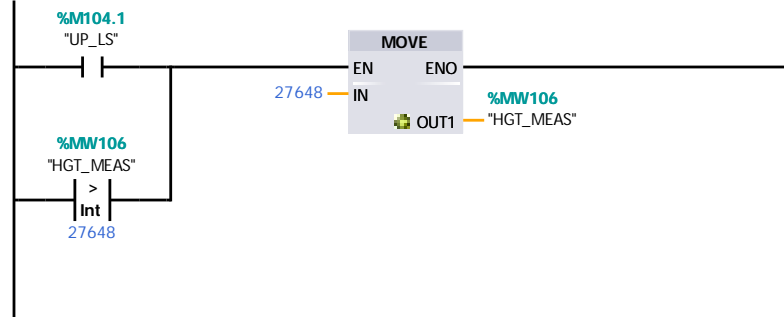 %M104.1
"UP_LS"
MOVE
EN ENO
27648 IN
%MW106
OUT1 "HGT_MEAS"
%MW106
"HGT_MEAS"
>
Int
27648